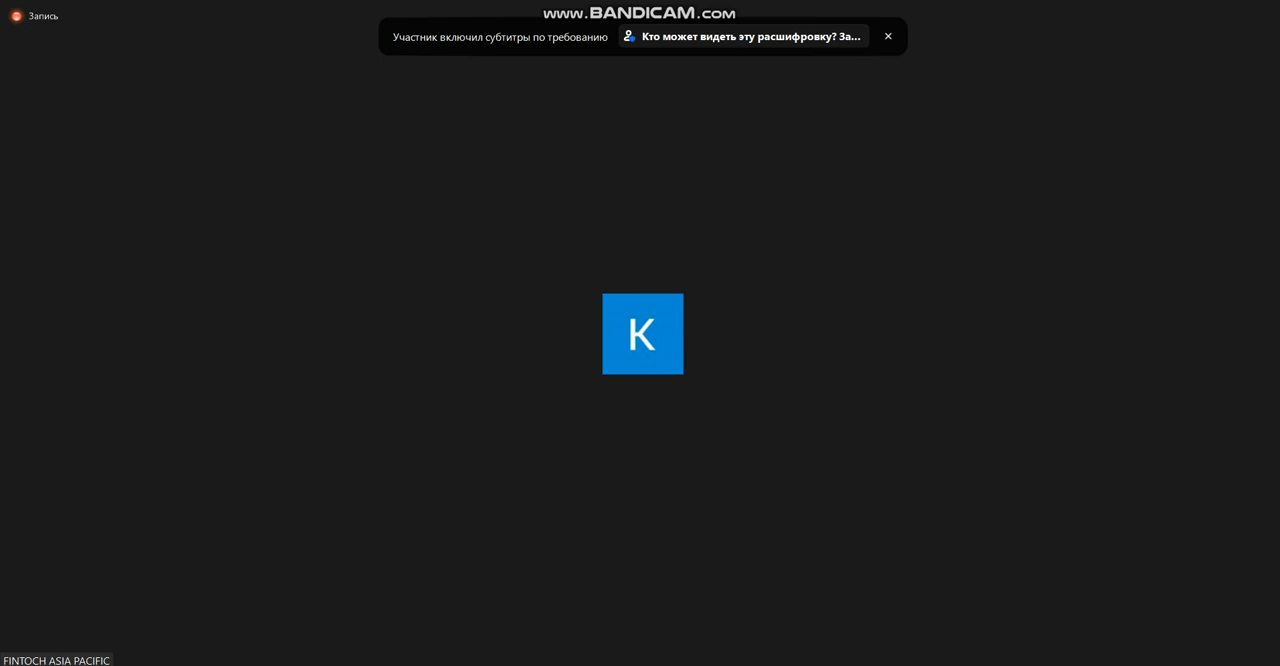 www.BANDICAM.com
Запись
Участник включил субтитры по требованию
Кто может видеть эту расшифровку? За...
K
FINTOCH ASIA PACIFIC